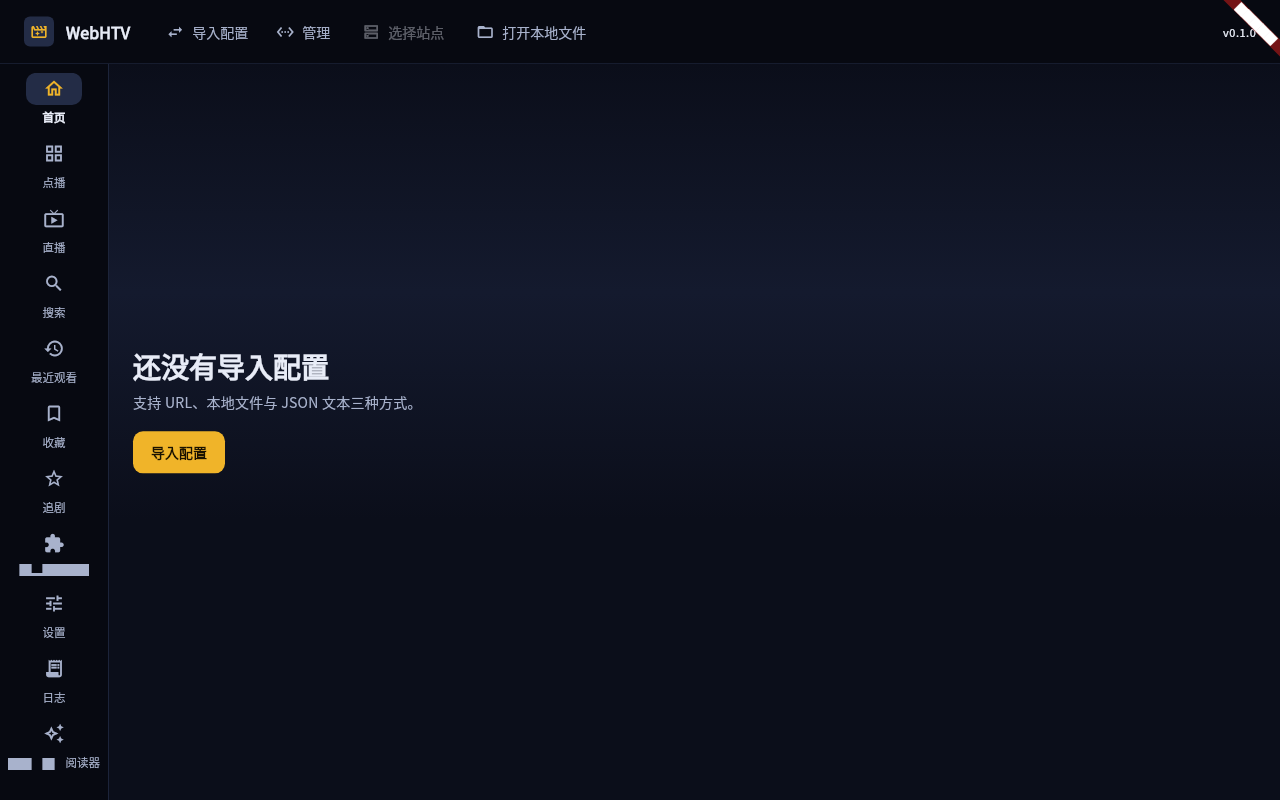 WebHTV
导入配置
管理
选择站点
打开本地文件
v0.1.0
首页
点播
直播
搜索
最近观看
收藏
追剧
设置
日志
阅读器
还没有导入配置
支持 URL、本地文件与 JSON 文本三种方式。
导入配置